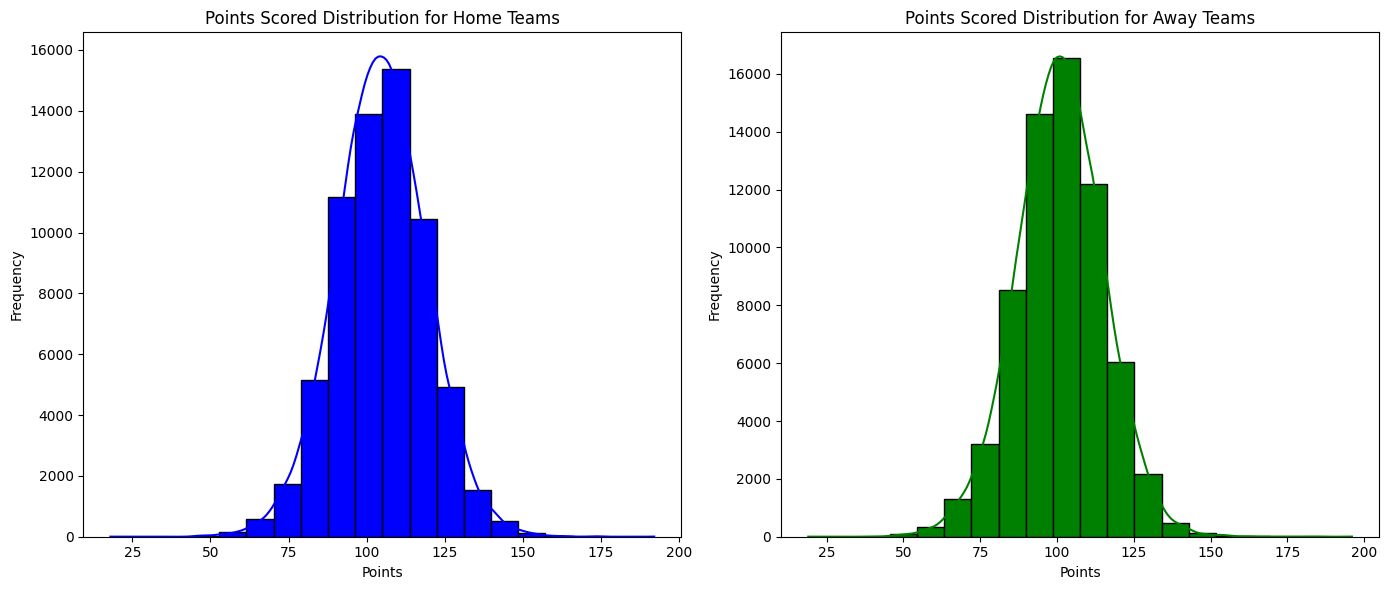 Points Scored Distribution for Home Teams
16000
14000
12000
10000
8000
6000
4000
2000
0
Frequency
25 50 75 100 125 150 175 200
Points
Points Scored Distribution for Away Teams
16000
14000
12000
10000
8000
6000
4000
2000
0
Frequency
25 50 75 100 125 150 175 200
Points